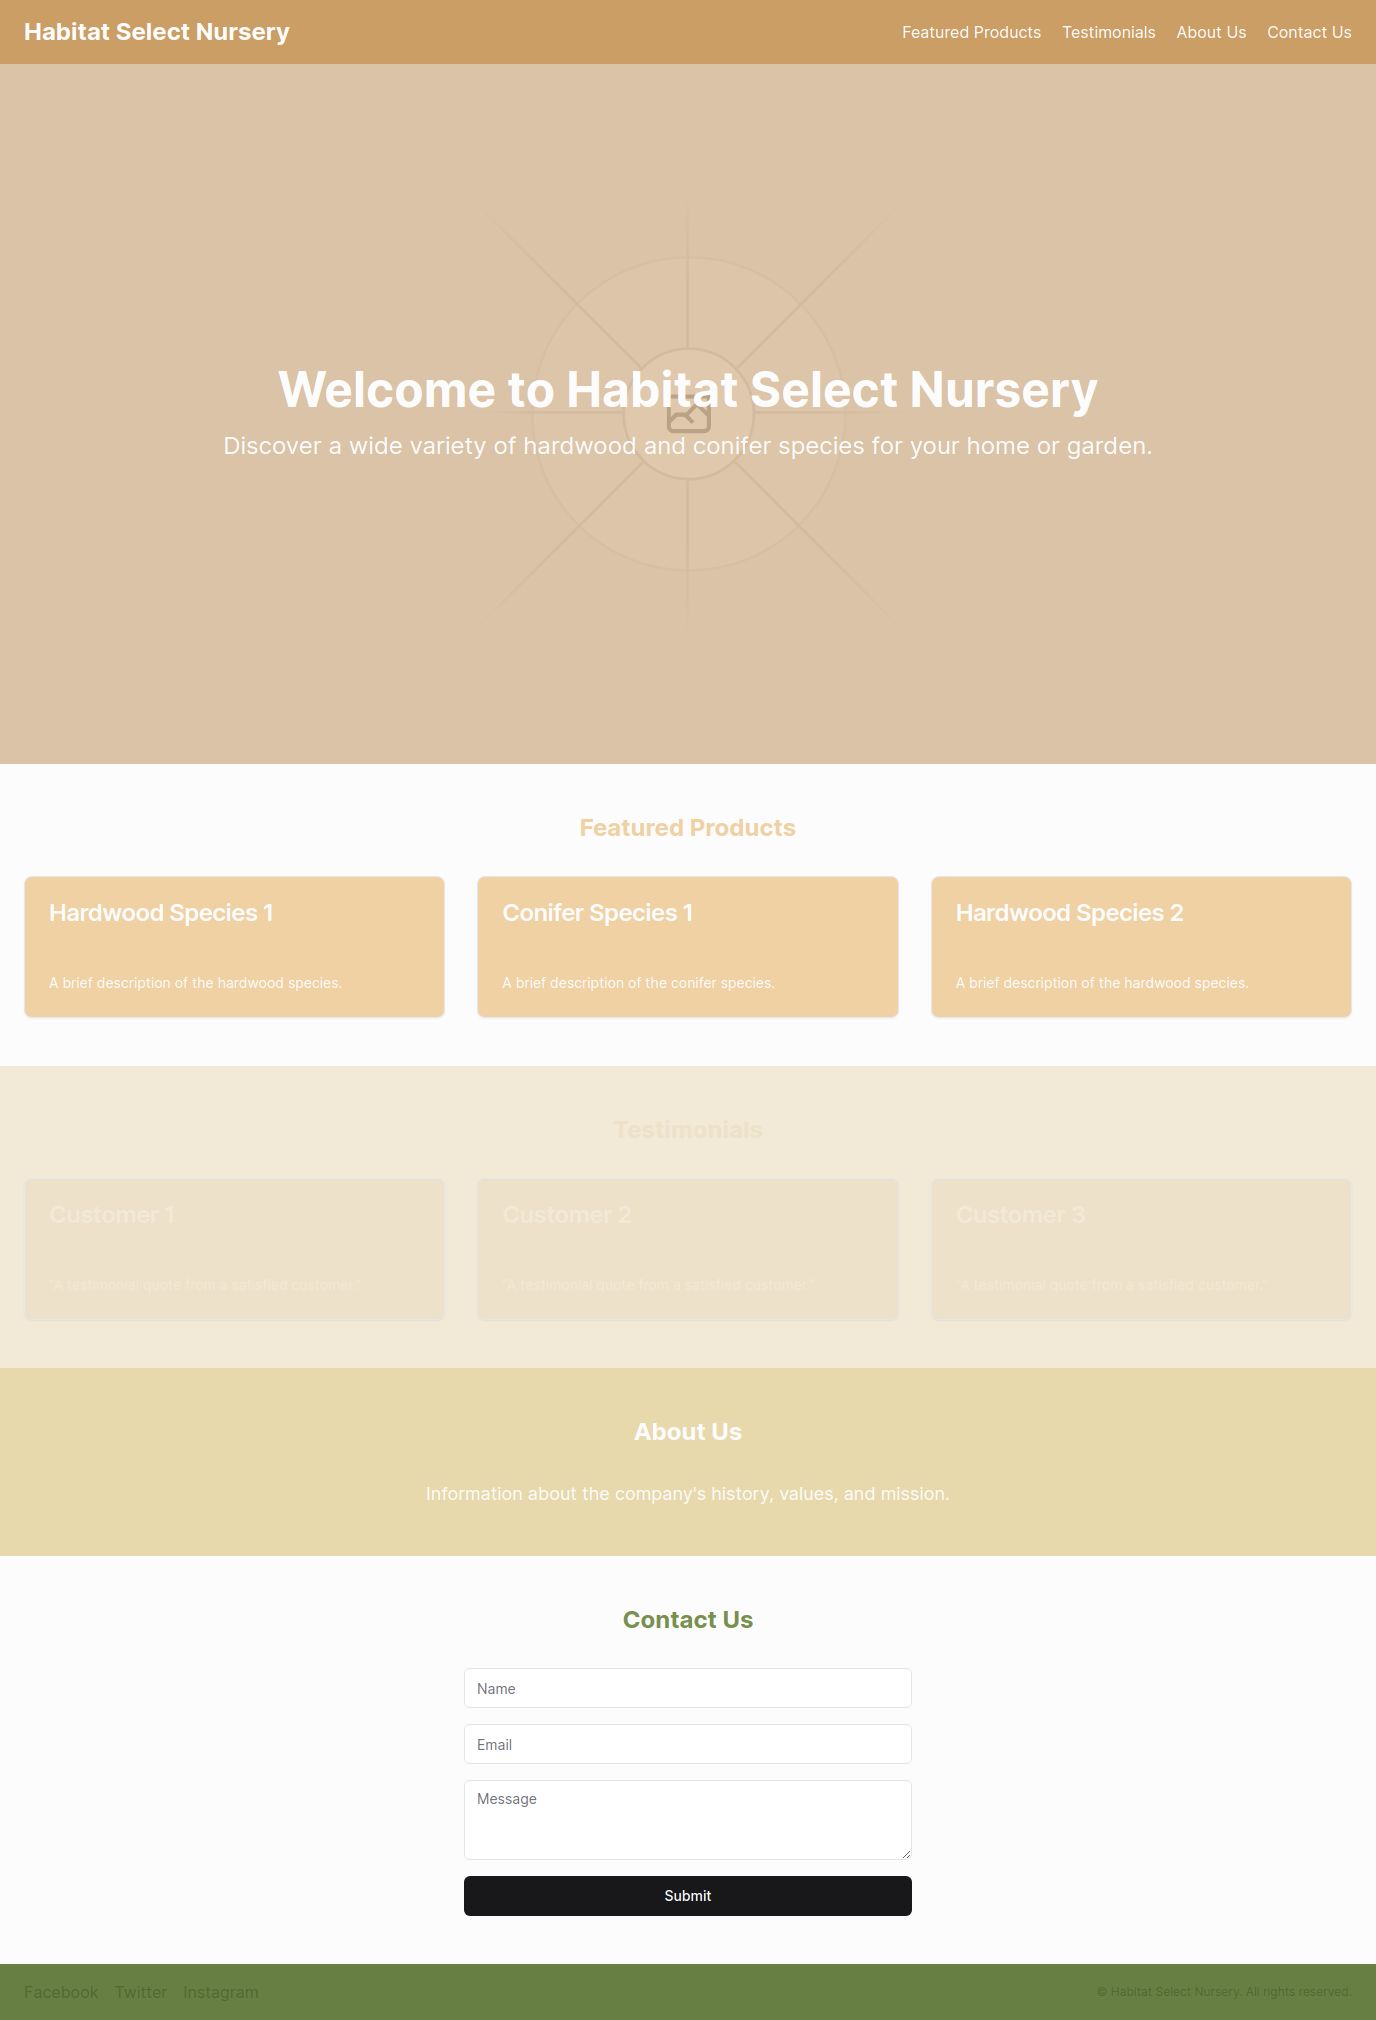 Habitat Select Nursery
Featured Products Testimonials About Us Contact Us
Welcome to Habitat Select Nursery
Discover a wide variety of hardwood and conifer species for your home or garden.
Featured Products
Hardwood Species 1
A brief description of the hardwood species.
Conifer Species 1
A brief description of the conifer species.
Hardwood Species 2
A brief description of the hardwood species.
Testimonials
Customer 1
"A testimonial quote from a satisfied customer."
Customer 2
"A testimonial quote from a satisfied customer."
Customer 3
"A testimonial quote from a satisfied customer."
About Us
Information about the company's history, values, and mission.
Contact Us
Name
Email
Message
Submit
Facebook Twitter Instagram
© Habitat Select Nursery. All rights reserved.